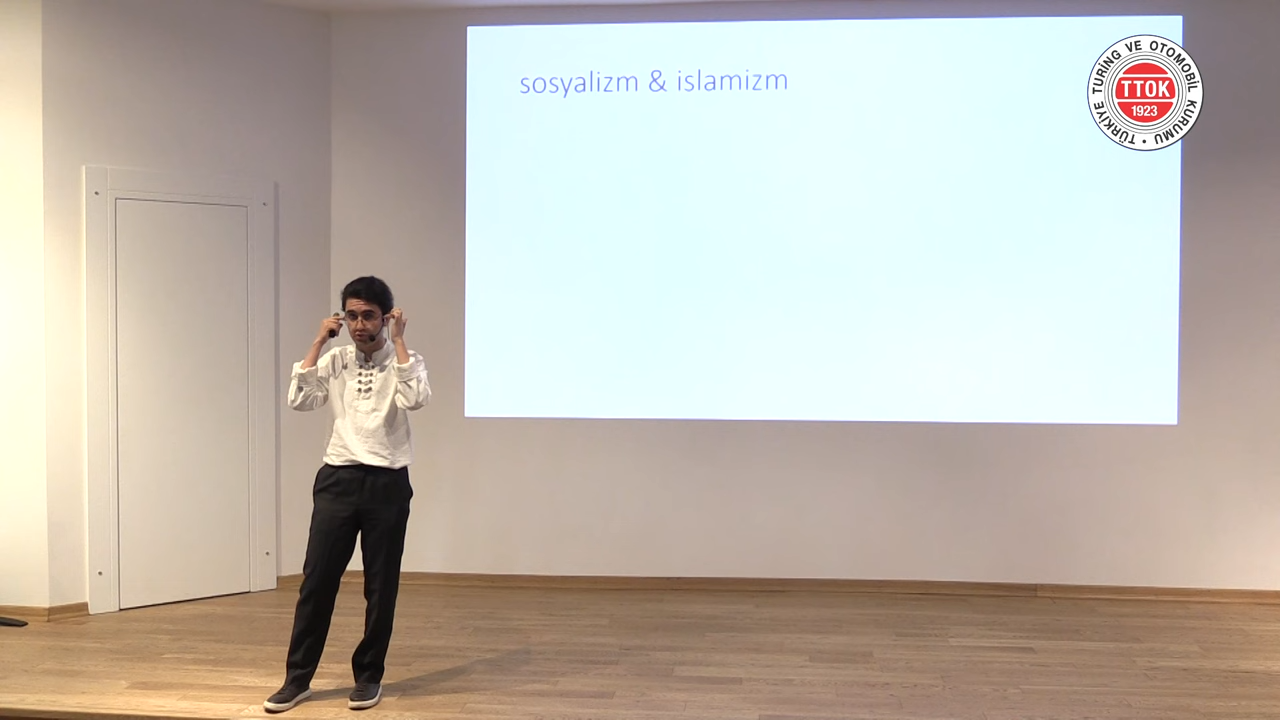 sosyalizm & islamizm
TÜRKİYE TURİNG VE OTOMOBİL KURUMU •
TTOK
1923